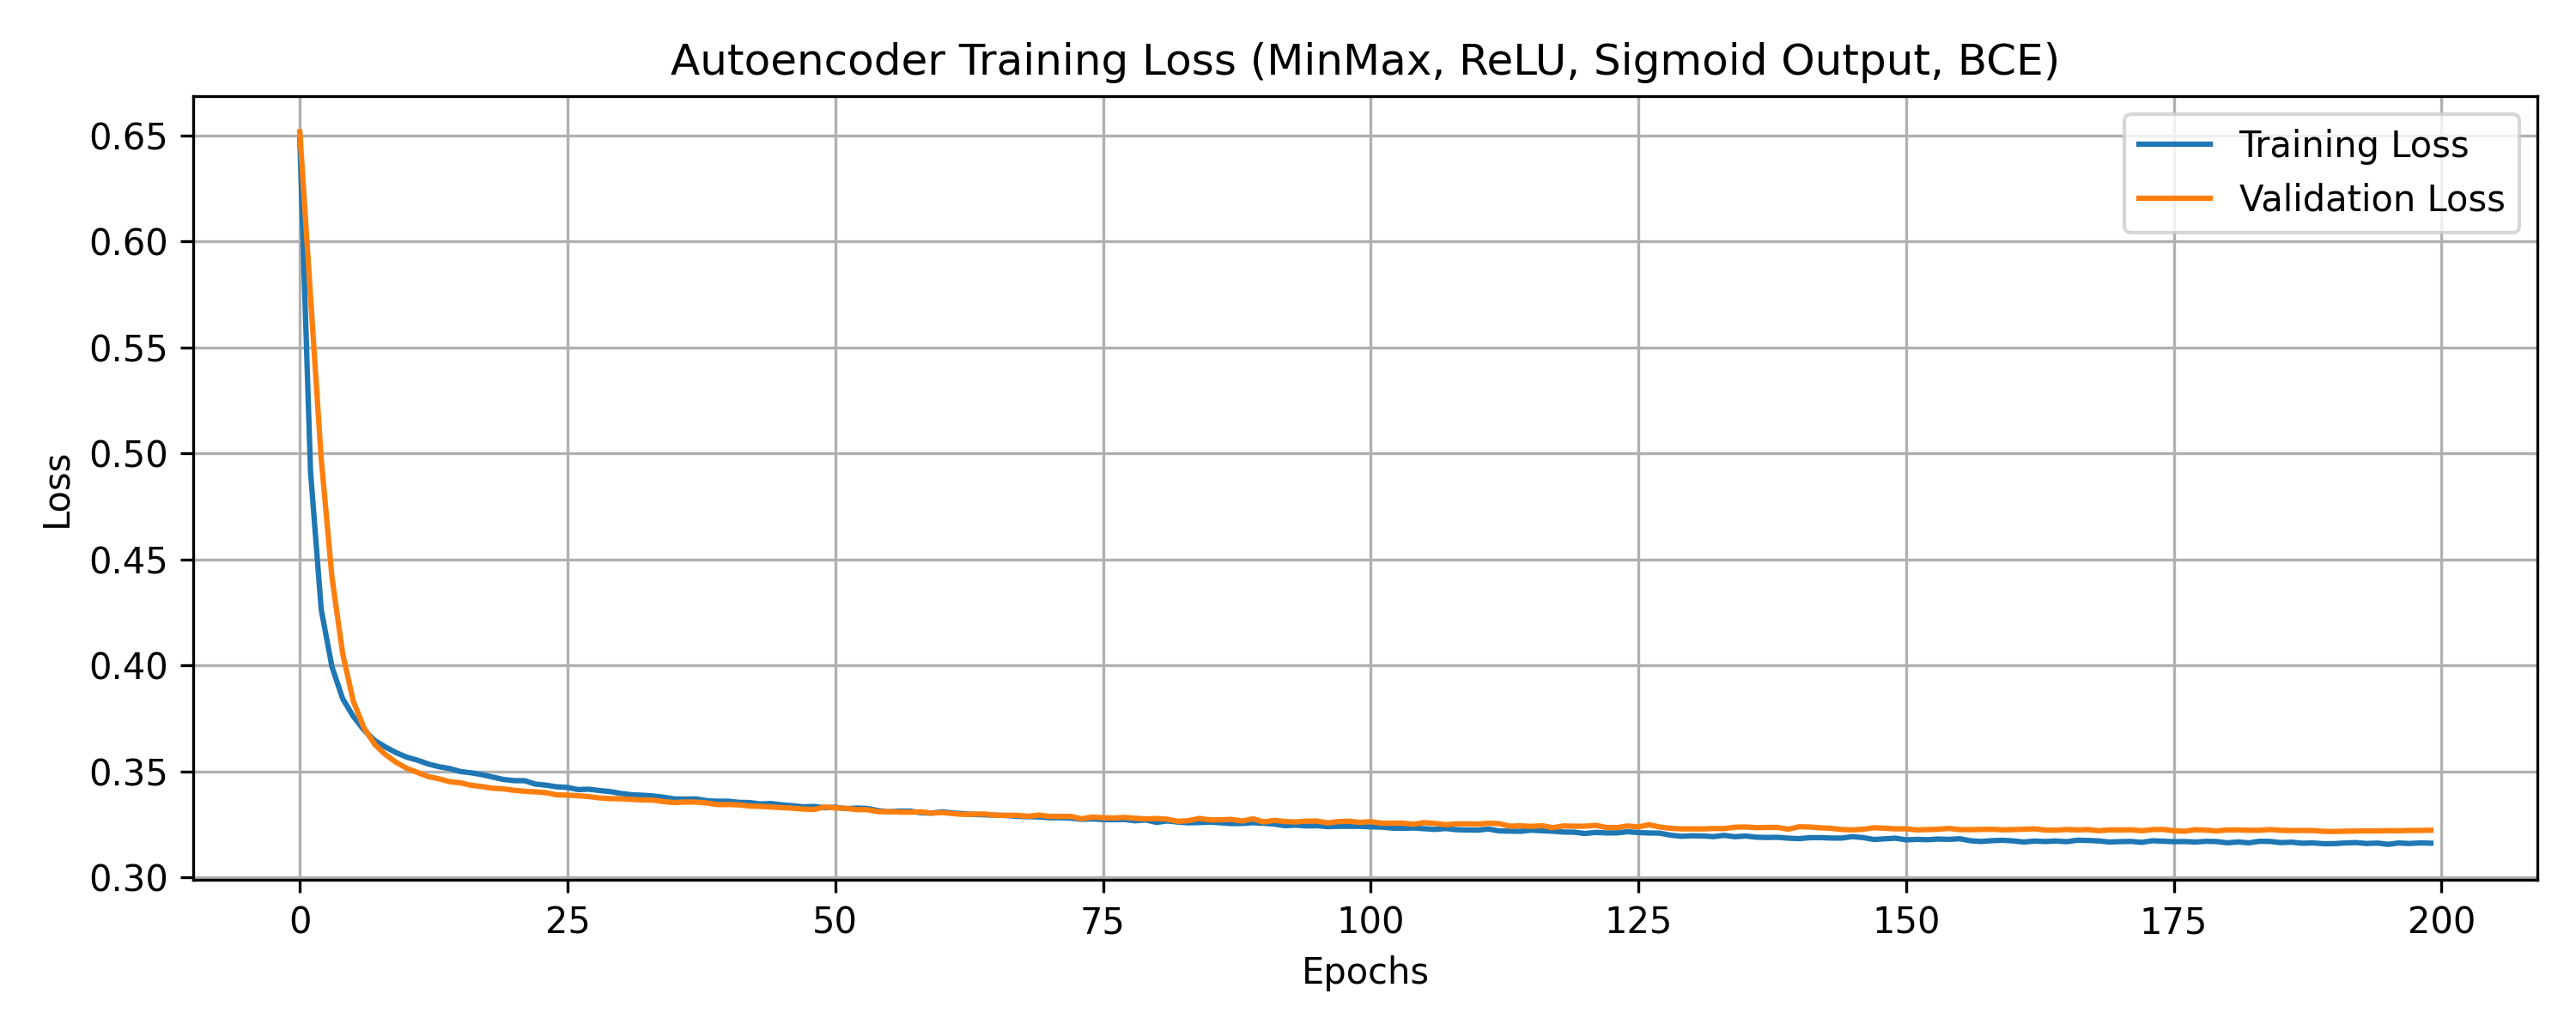 Autoencoder Training Loss (MinMax, ReLU, Sigmoid Output, BCE)
Training Loss
Validation Loss
Loss
0.65
0.60
0.55
0.50
0.45
0.40
0.35
0.30
0 25 50 75 100 125 150 175 200
Epochs